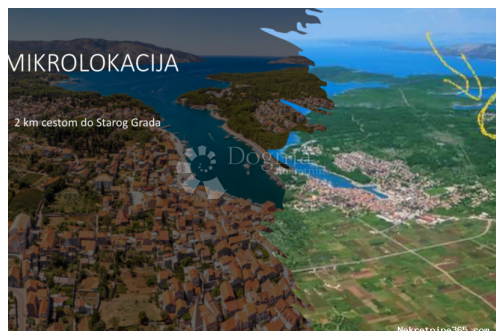 MIKROLOKACIJA
2 km cestom do Starog Grada
Dogma
Nekretnine365.com